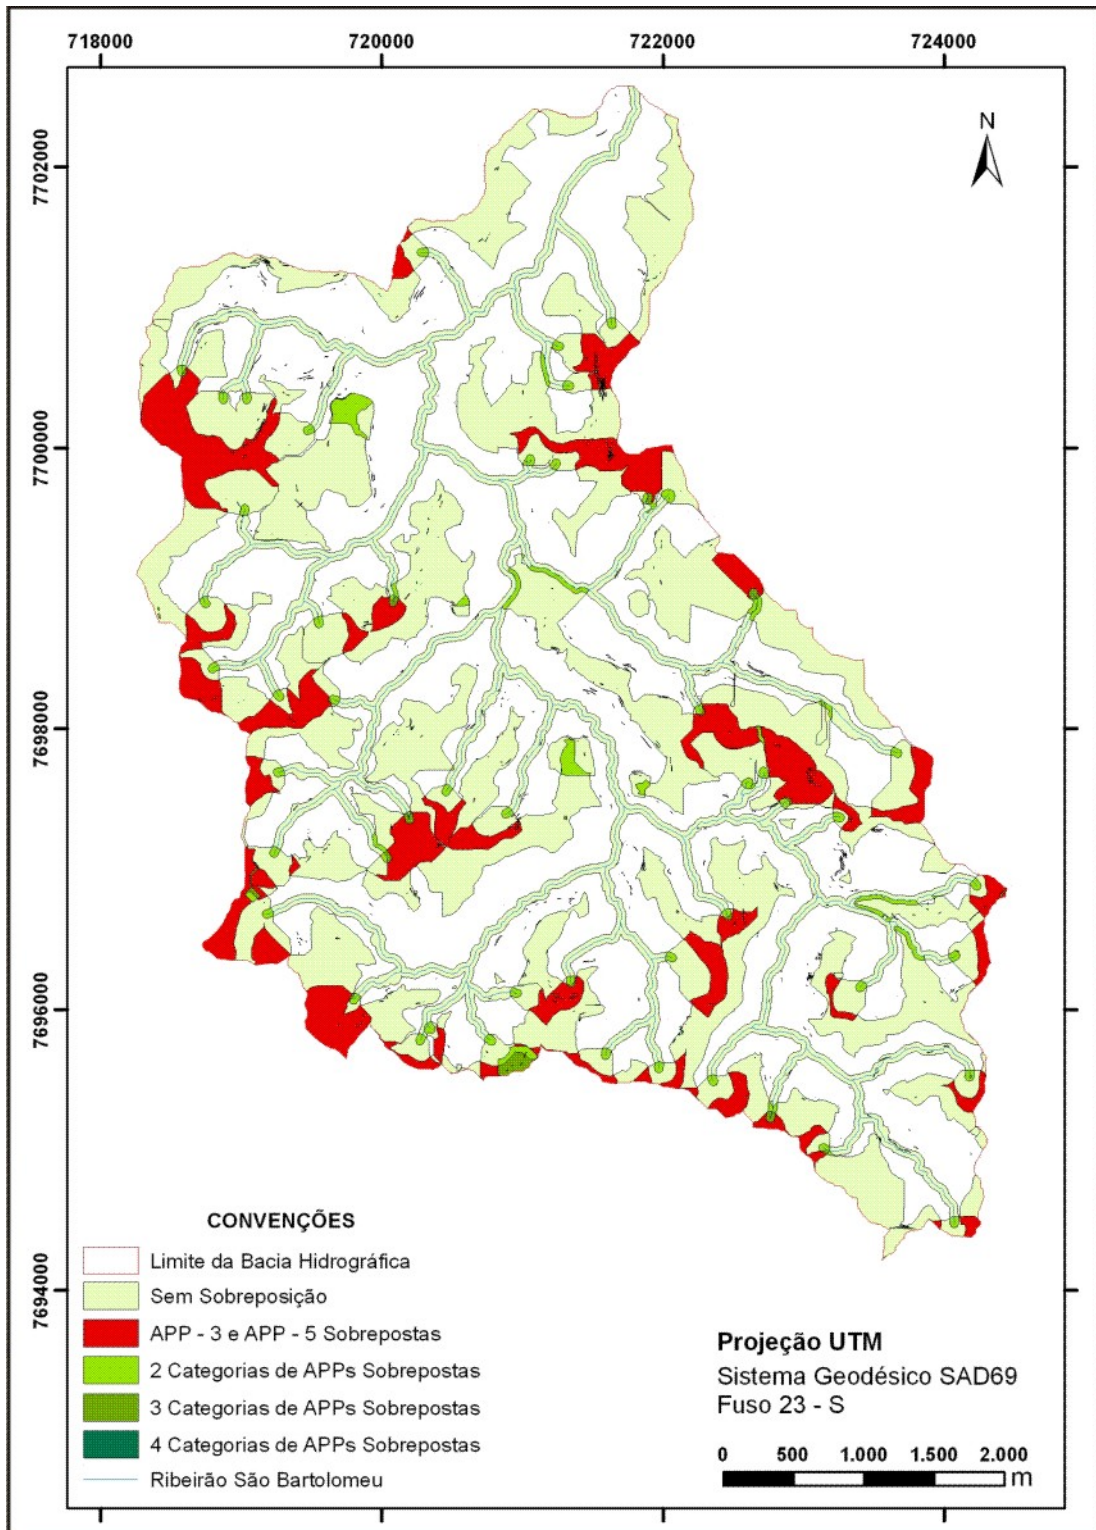 718000 720000 722000 724000
7702000
7700000
7698000
7696000
7694000
N
CONVENÇÕES
Limite da Bacia Hidrográfica
Sem Sobreposição
APP - 3 e APP - 5 Sobrepostas
2 Categorias de APPs Sobrepostas
3 Categorias de APPs Sobrepostas
4 Categorias de APPs Sobrepostas
Ribeirão São Bartolomeu
Projeção UTM
Sistema Geodésico SAD69
Fuso 23 - S
0 500 1.000 1.500 2.000
m